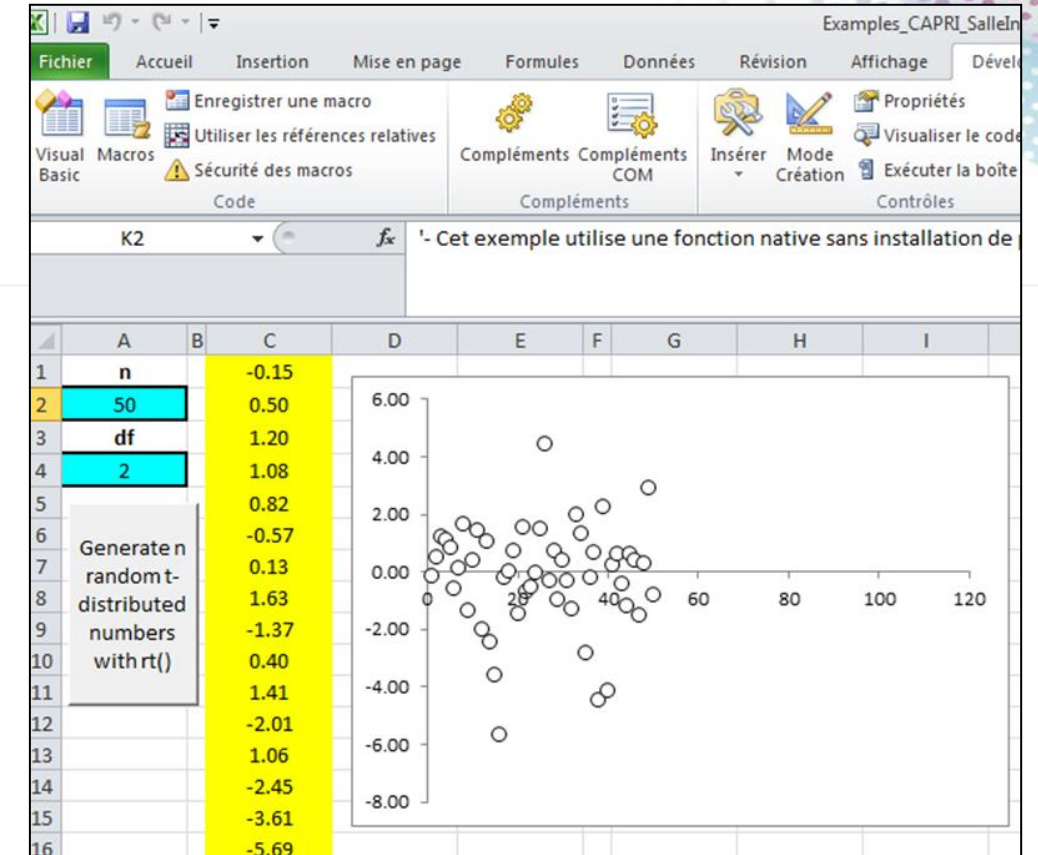 Examples_CAPRI_SalleIn
Fichier Accueil Insertion Mise en page Formules Données Révision Affichage Dével
Visual Basic
Macros
Enregistrer une macro
Utiliser les références relatives
Sécurité des macros
Code
Compléments
Compléments COM
Compléments
Insérer
Mode Création
Propriétés
Visualiser le code
Exécuter la boîte
Contrôles
K2 fx '- Cet exemple utilise une fonction native sans installation de
A B C D E F G H I
1 n -0.15
2 50 0.50
3 df 1.20
4 2 1.08
5 0.82
6 -0.57
7 0.13
8 1.63
9 -1.37
10 0.40
11 1.41
12 -2.01
13 1.06
14 -2.45
15 -3.61
16 -5.69
Generate n
random t-
distributed
numbers
with rt()
6.00
4.00
2.00
0.00
-2.00
-4.00
-6.00
-8.00
0 20 40 60 80 100 120